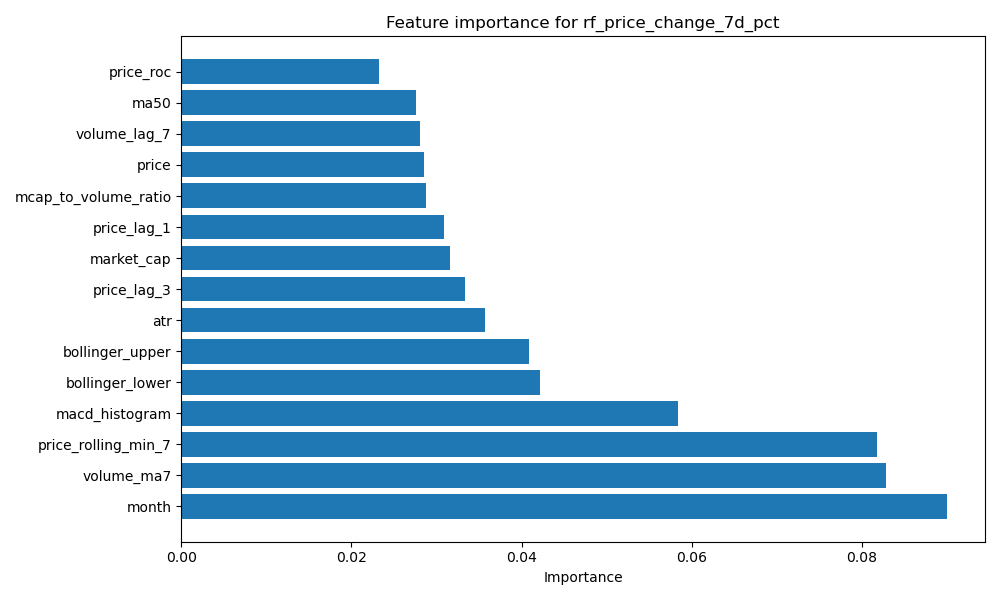 Feature importance for rf_price_change_7d_pct
price_roc
ma50
volume_lag_7
price
mcap_to_volume_ratio
price_lag_1
market_cap
price_lag_3
atr
bollinger_upper
bollinger_lower
macd_histogram
price_rolling_min_7
volume_ma7
month
0.00 0.02 0.04 0.06 0.08
Importance